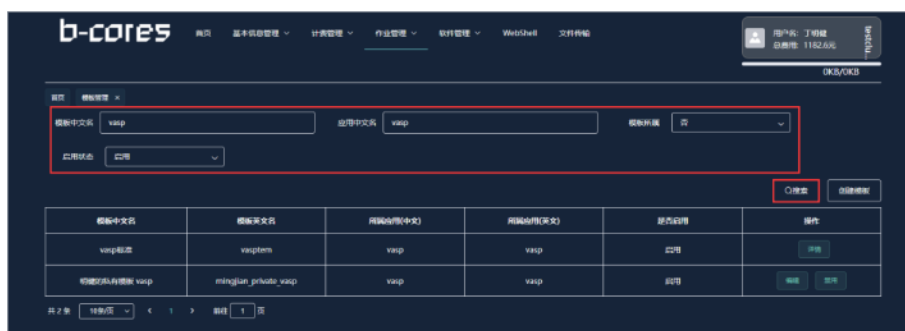 b-cores 首页 基本信息管理 计费管理 作业管理 软件管理 WebShell 文件传输
用户名: 丁明健
总费用: 1182.6元
testclu...
0KB/0KB
首页 模板管理 ×
模板中文名 vasp 应用中文名 vasp 模板所属 否
启用状态 启用
搜索 创建模板
模板中文名 模板英文名 所属应用(中文) 所属应用(英文) 是否启用 操作
vasp标准 vasptem vasp vasp 启用 详情
明健的私有模板 vasp mingjian_private_vasp vasp vasp 启用 编辑 禁用
共 2 条 10条/页 < 1 > 前往 1 页